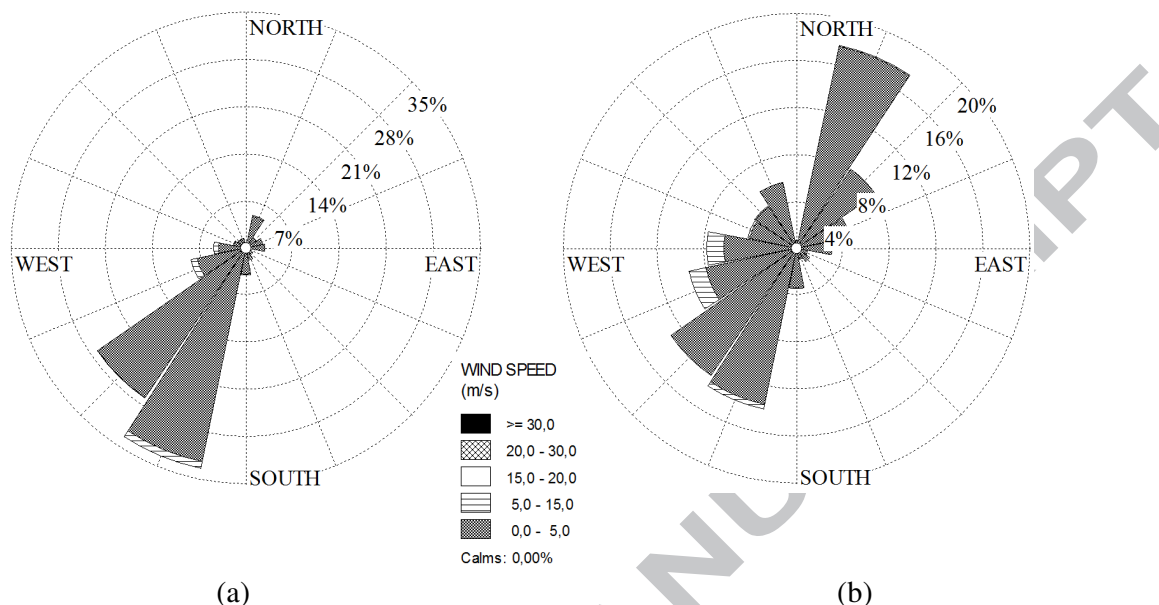 NORTH
35%
28%
21%
14%
7%
WEST
EAST
SOUTH
NORTH
20%
16%
12%
8%
4%
WEST
EAST
SOUTH
WIND SPEED
(m/s)
>= 30,0
20,0 - 30,0
15,0 - 20,0
5,0 - 15,0
0,0 - 5,0
Calms: 0,00%
(a)
(b)